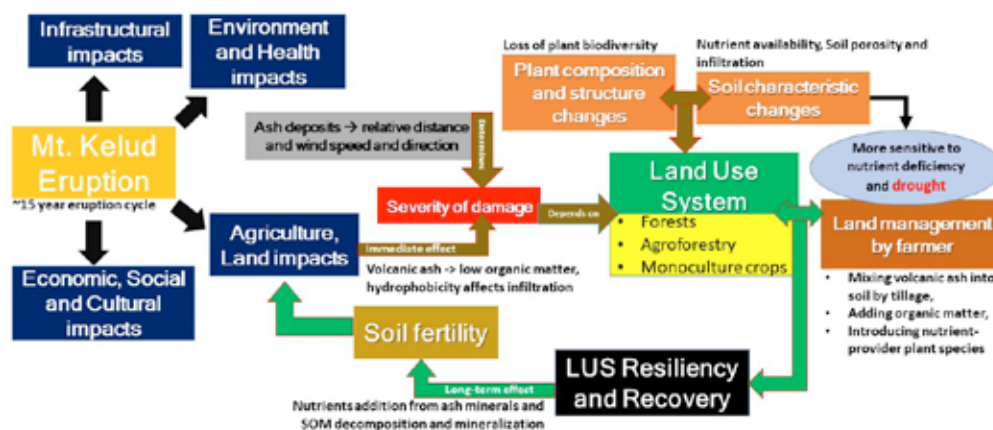 Infrastructural
impacts
Environment
and Health
impacts
Mt. Kelud
Eruption
~15 year eruption cycle
Economic, Social
and Cultural
impacts
Agriculture,
Land impacts
Ash deposits → relative distance
and wind speed and direction
Determines
Severity of damage
Immediate effect
Depends on
Volcanic ash -> low organic matter,
hydrophobicity affects infiltration
Loss of plant biodiversity
Plant composition
and structure
changes
Nutrient availability, Soil porosity and
infiltration
Soil characteristic
changes
Land Use
System
• Forests
• Agroforestry
• Monoculture crops
More sensitive to
nutrient deficiency
and drought
Land management
by farmer
• Mixing volcanic ash into
soil by tillage,
• Adding organic matter,
• Introducing nutrient-
provider plant species
Soil fertility
Long-term effect
LUS Resiliency
and Recovery
Nutrients addition from ash minerals and
SOM decomposition and mineralization